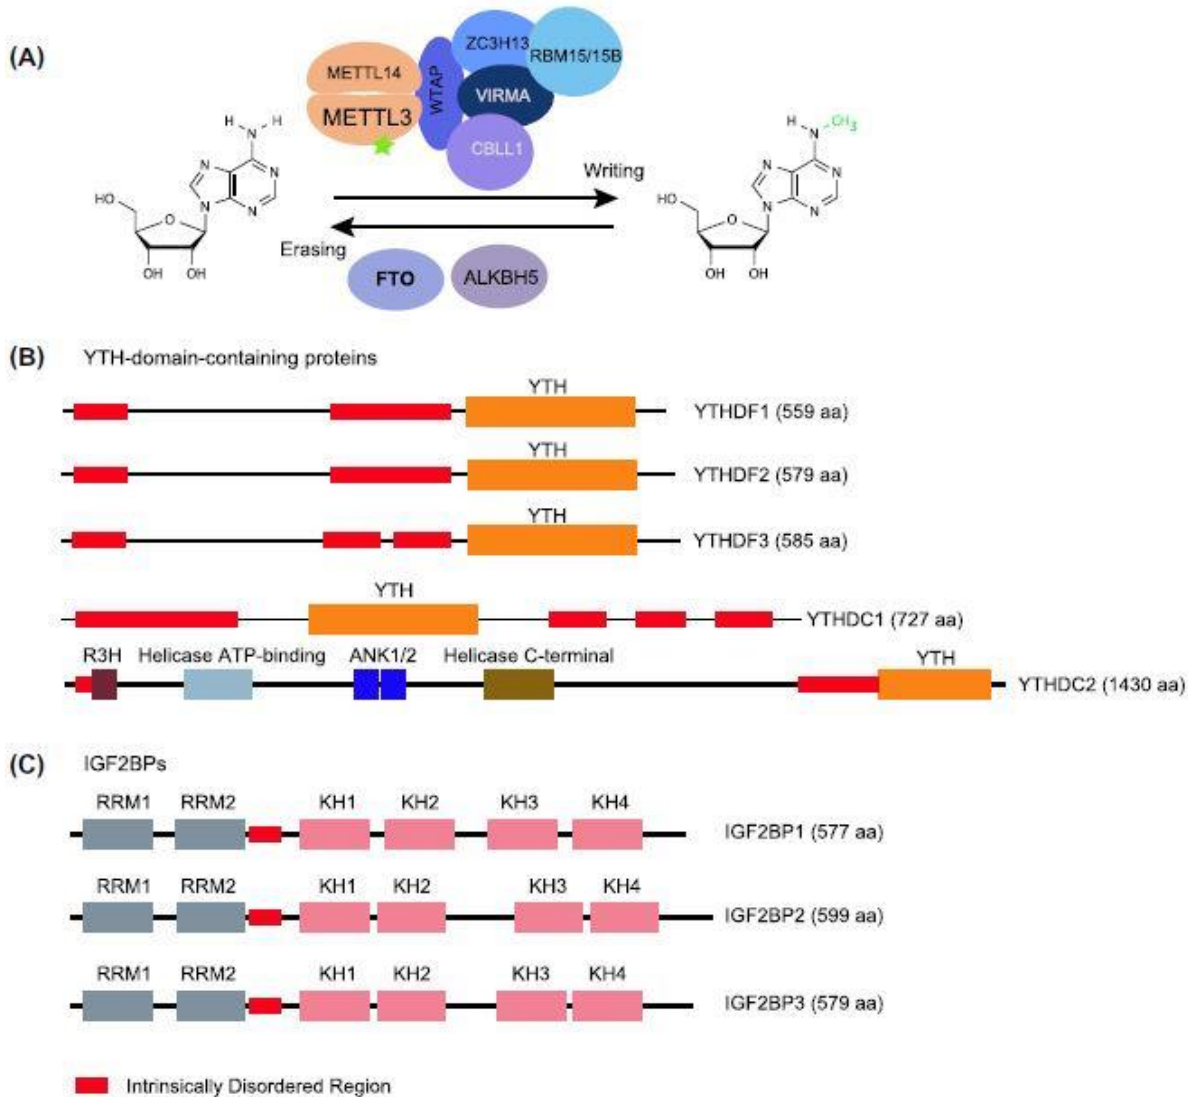 (A)
ZC3H13
RBM15/15B
METTL14
WTAP
METTL3
VIRMA
CBLL1
H H
N
N
N
N
N
HO
O
OH OH
Writing
Erasing
FTO
ALKBH5
H CH3
N
N
N
N
N
HO
O
OH OH
(B) YTH-domain-containing proteins
YTH
YTHDF1 (559 aa)
YTH
YTHDF2 (579 aa)
YTH
YTHDF3 (585 aa)
YTH
YTHDC1 (727 aa)
R3H Helicase ATP-binding ANK1/2 Helicase C-terminal YTH
YTHDC2 (1430 aa)
(C) IGF2BPs
RRM1 RRM2 KH1 KH2 KH3 KH4
IGF2BP1 (577 aa)
RRM1 RRM2 KH1 KH2 KH3 KH4
IGF2BP2 (599 aa)
RRM1 RRM2 KH1 KH2 KH3 KH4
IGF2BP3 (579 aa)
Intrinsically Disordered Region